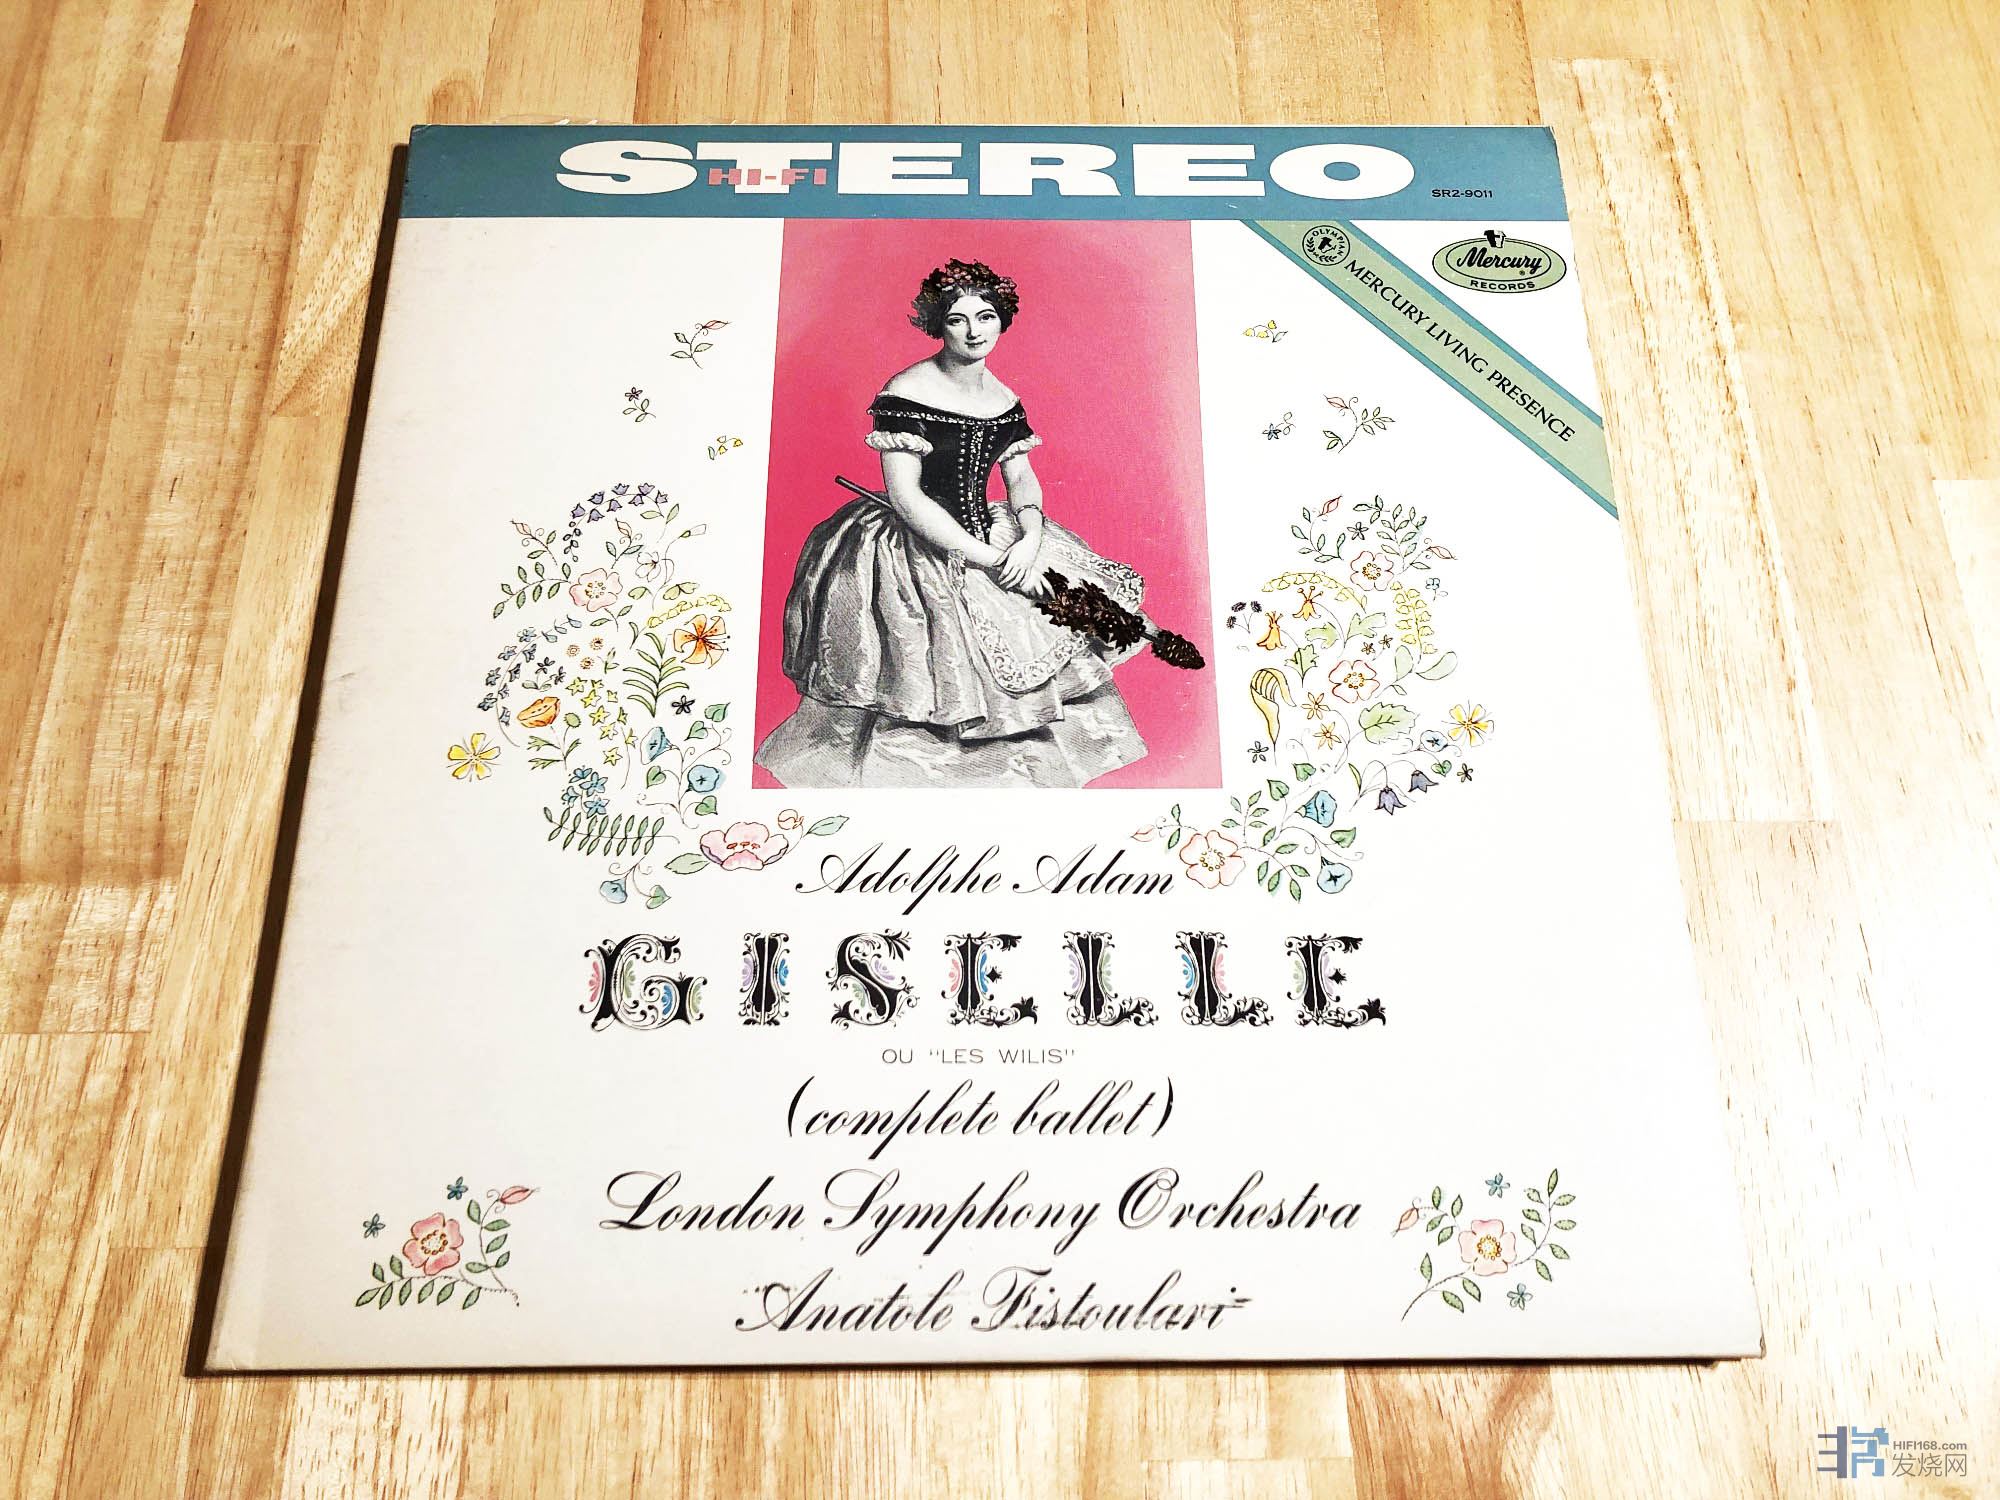 STEREO
HI-FI
SR2-9011
OLYMPIAN
MERCURY LIVING PRESENCE
Mercury
RECORDS
Adolphe Adam
GISELLE
OU "LES WILIS"
(complete ballet)
London Symphony Orchestra
Anatole Fistoulari
HIFI168.com
发烧网